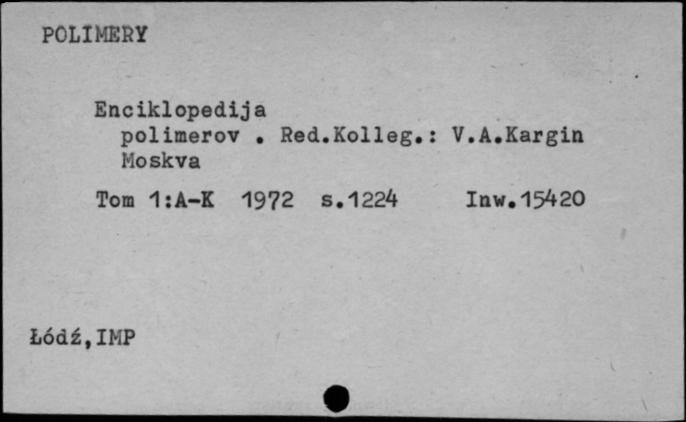 POLIMERY
Enciklopedija
polimerov . Red.Kolleg.: V.A.Kargin
Moskva
Tom 1:A-K 1972 s.1224 Inw.15420
Łódź,IMP